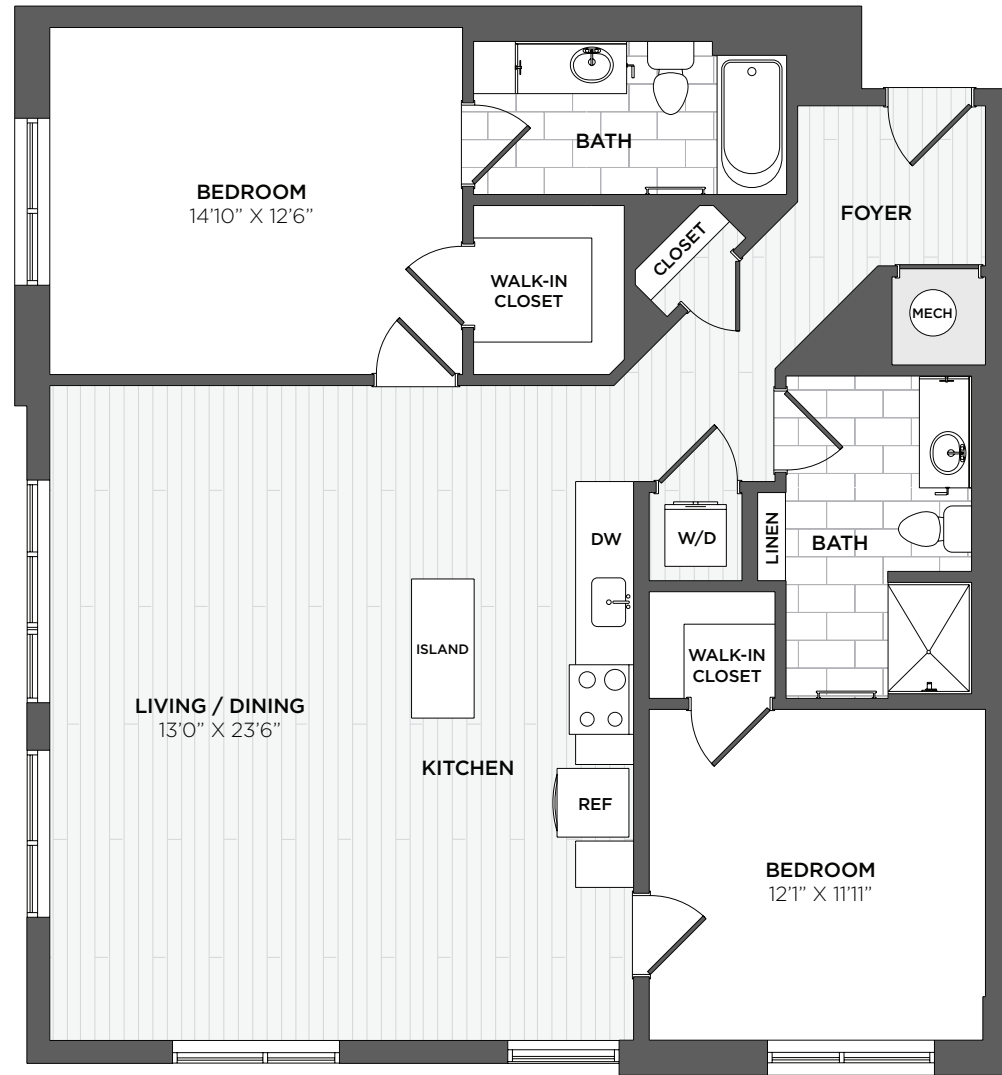 BATH
BEDROOM
14'10” X 12'6”
FOYER
CLOSET
WALK-IN
CLOSET
MECH
DW
W/D
LINEN
BATH
ISLAND
WALK-IN
CLOSET
LIVING / DINING
13'0” X 23'6”
KITCHEN
REF
BEDROOM
12'1” X 11'11”